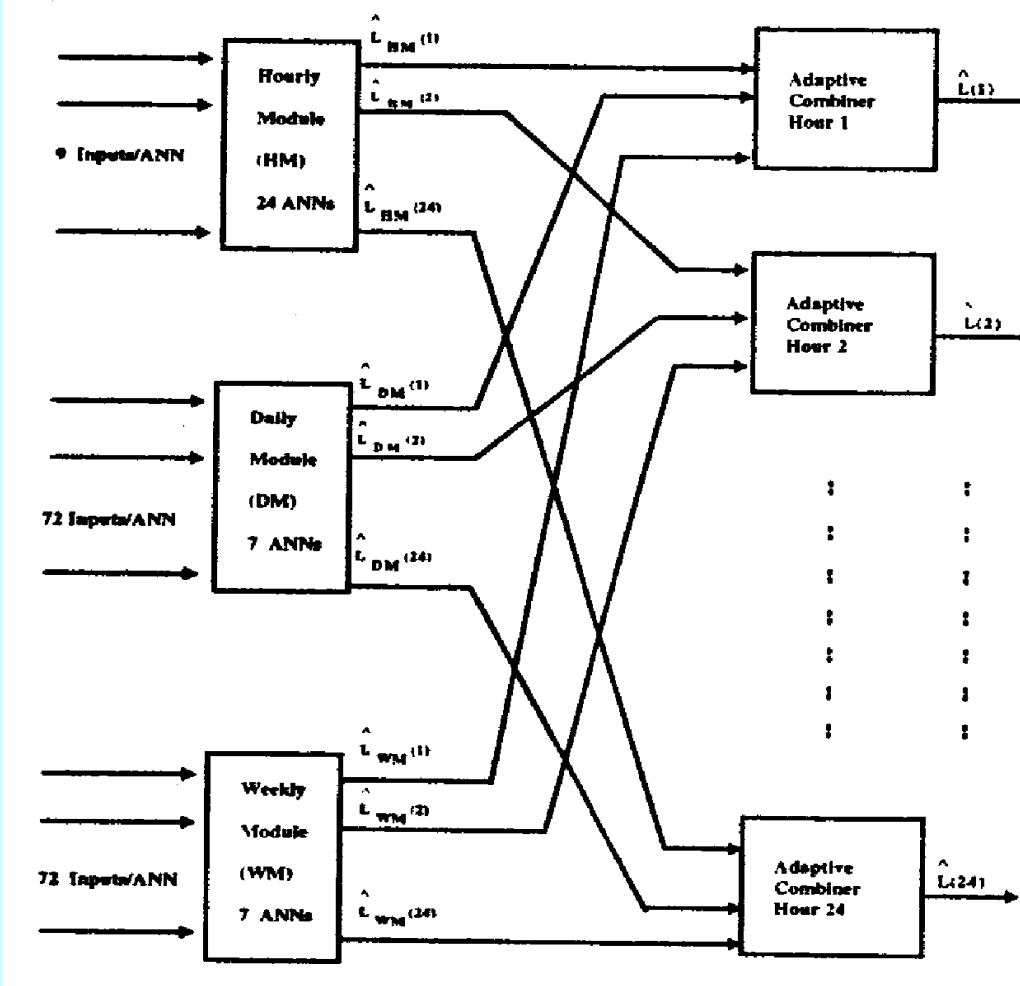 L̂ HM (1)
Hourly
Module
(HM)
24 ANNs
9 Inputs/ANN
L̂ HM (2)
L̂ HM (24)
Adaptive
Combiner
Hour 1
L̂(1)
Adaptive
Combiner
Hour 2
L̂(2)
Daily
Module
(DM)
7 ANNs
72 Inputs/ANN
L̂ DM (1)
L̂ DM (2)
L̂ DM (24)
Weekly
Module
(WM)
7 ANNs
72 Inputs/ANN
L̂ WM (1)
L̂ WM (2)
L̂ WM (24)
Adaptive
Combiner
Hour 24
L̂(24)